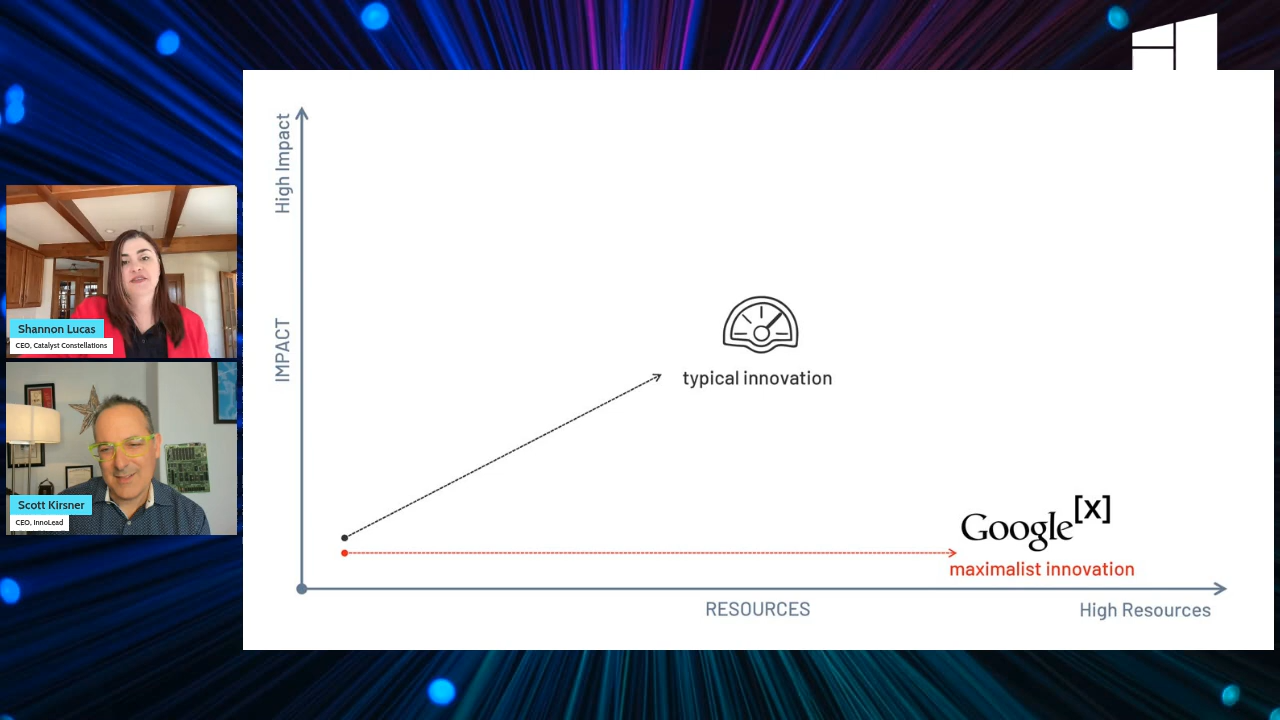 High Impact
IMPACT
typical innovation
Google[x]
maximalist innovation
RESOURCES
High Resources
Shannon Lucas
CEO, Catalyst Constellations
Scott Kirsner
CEO, InnoLead